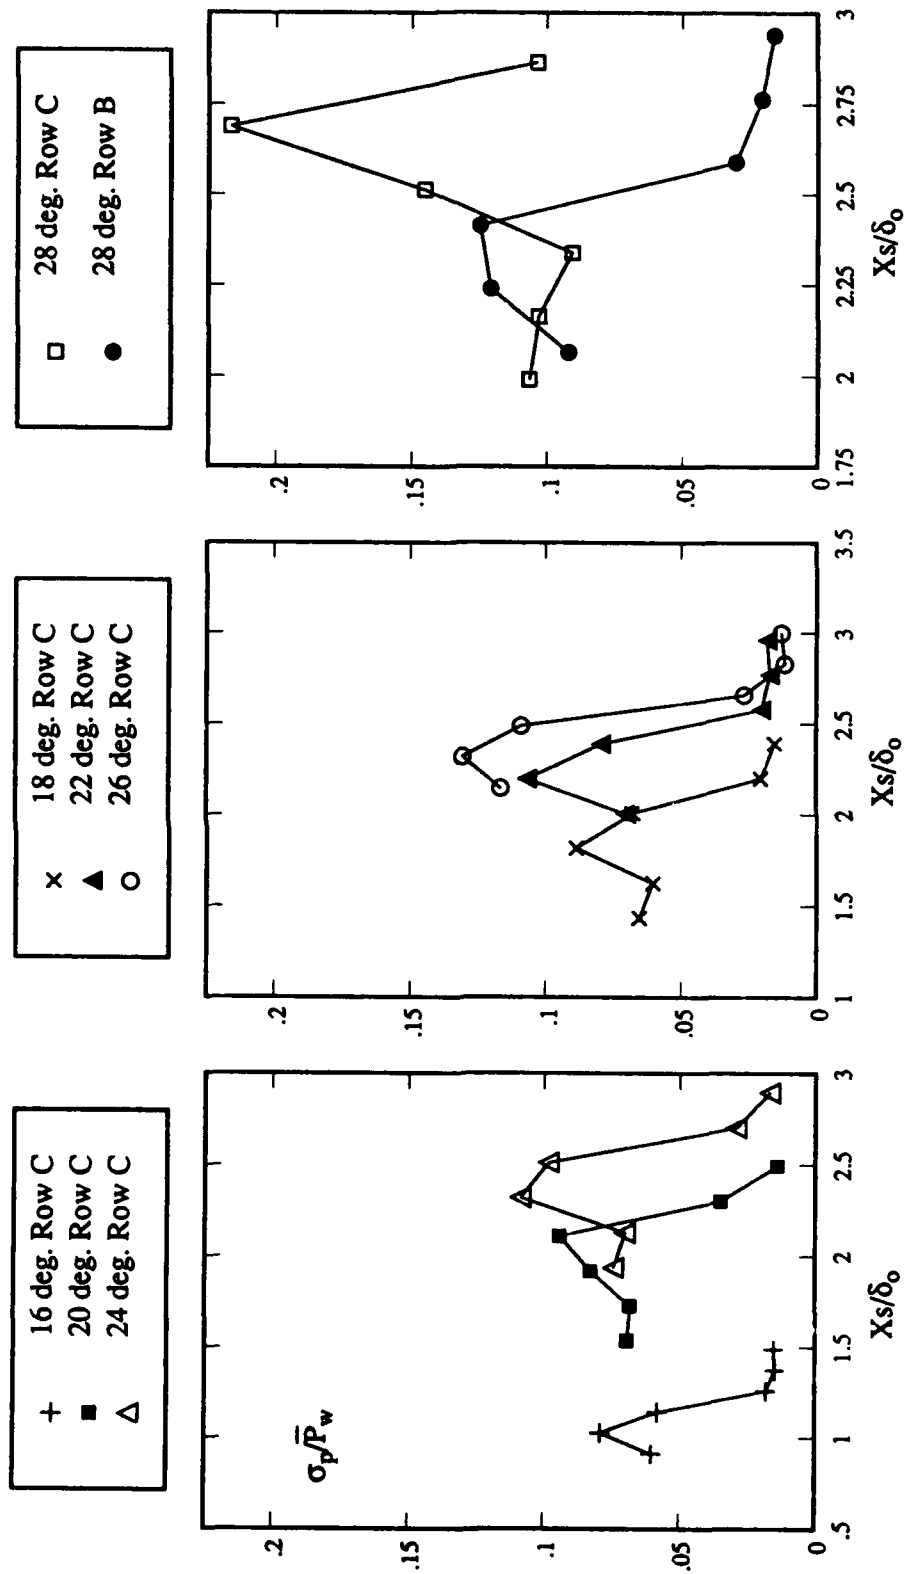 16 deg. Row C
20 deg. Row C
24 deg. Row C
σp/P̅w
.2
.15
.1
.05
0
.5
1
1.5
2
2.5
3
Xs/δo
18 deg. Row C
22 deg. Row C
26 deg. Row C
.2
.15
.1
.05
0
1
1.5
2
2.5
3
3.5
Xs/δo
28 deg. Row C
28 deg. Row B
.2
.15
.1
.05
0
1.75
2
2.25
2.5
2.75
3
Xs/δo